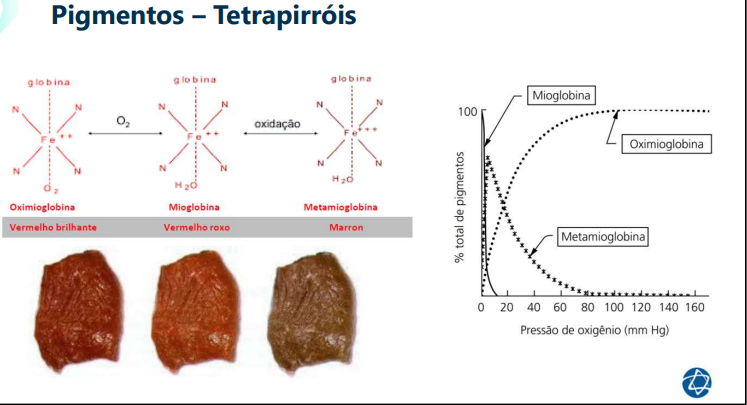 Pigmentos – Tetrapirróis
globina
N N
Fe ++
N N
O2
O2
globina
N N
Fe ++
N N
H2O
oxidação
globina
N N
Fe+++
N N
H2O
Oximioglobina Mioglobina Metamioglobina
Vermelho brilhante Vermelho roxo Marron
% total de pigmentos
100
Mioglobina
Oximioglobina
Metamioglobina
0 20 40 60 80 100 120 140 160
Pressão de oxigênio (mm Hg)